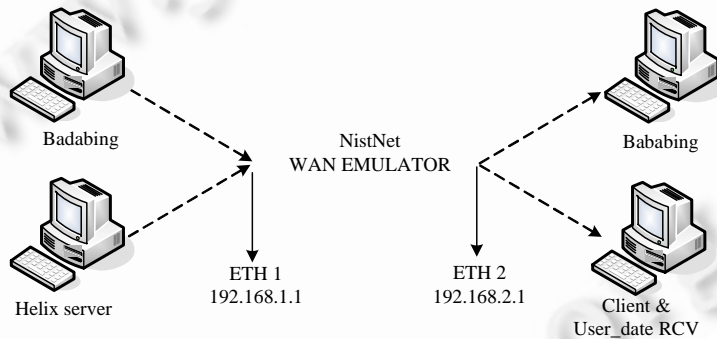 Badabing
NistNet
WAN EMULATOR
Bababing
Helix server
ETH 1
192.168.1.1
ETH 2
192.168.2.1
Client &
User_date RCV